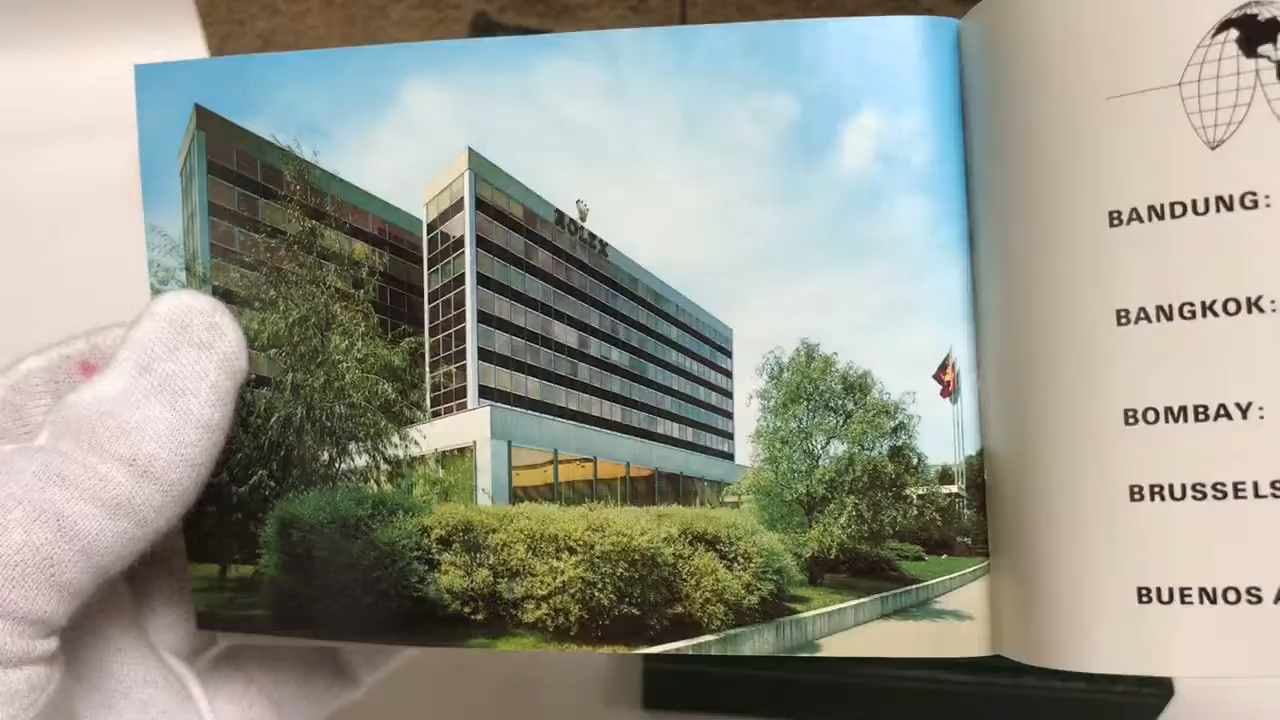 ROLEX
BANDUNG:
BANGKOK:
BOMBAY:
BRUSSELS
BUENOS A